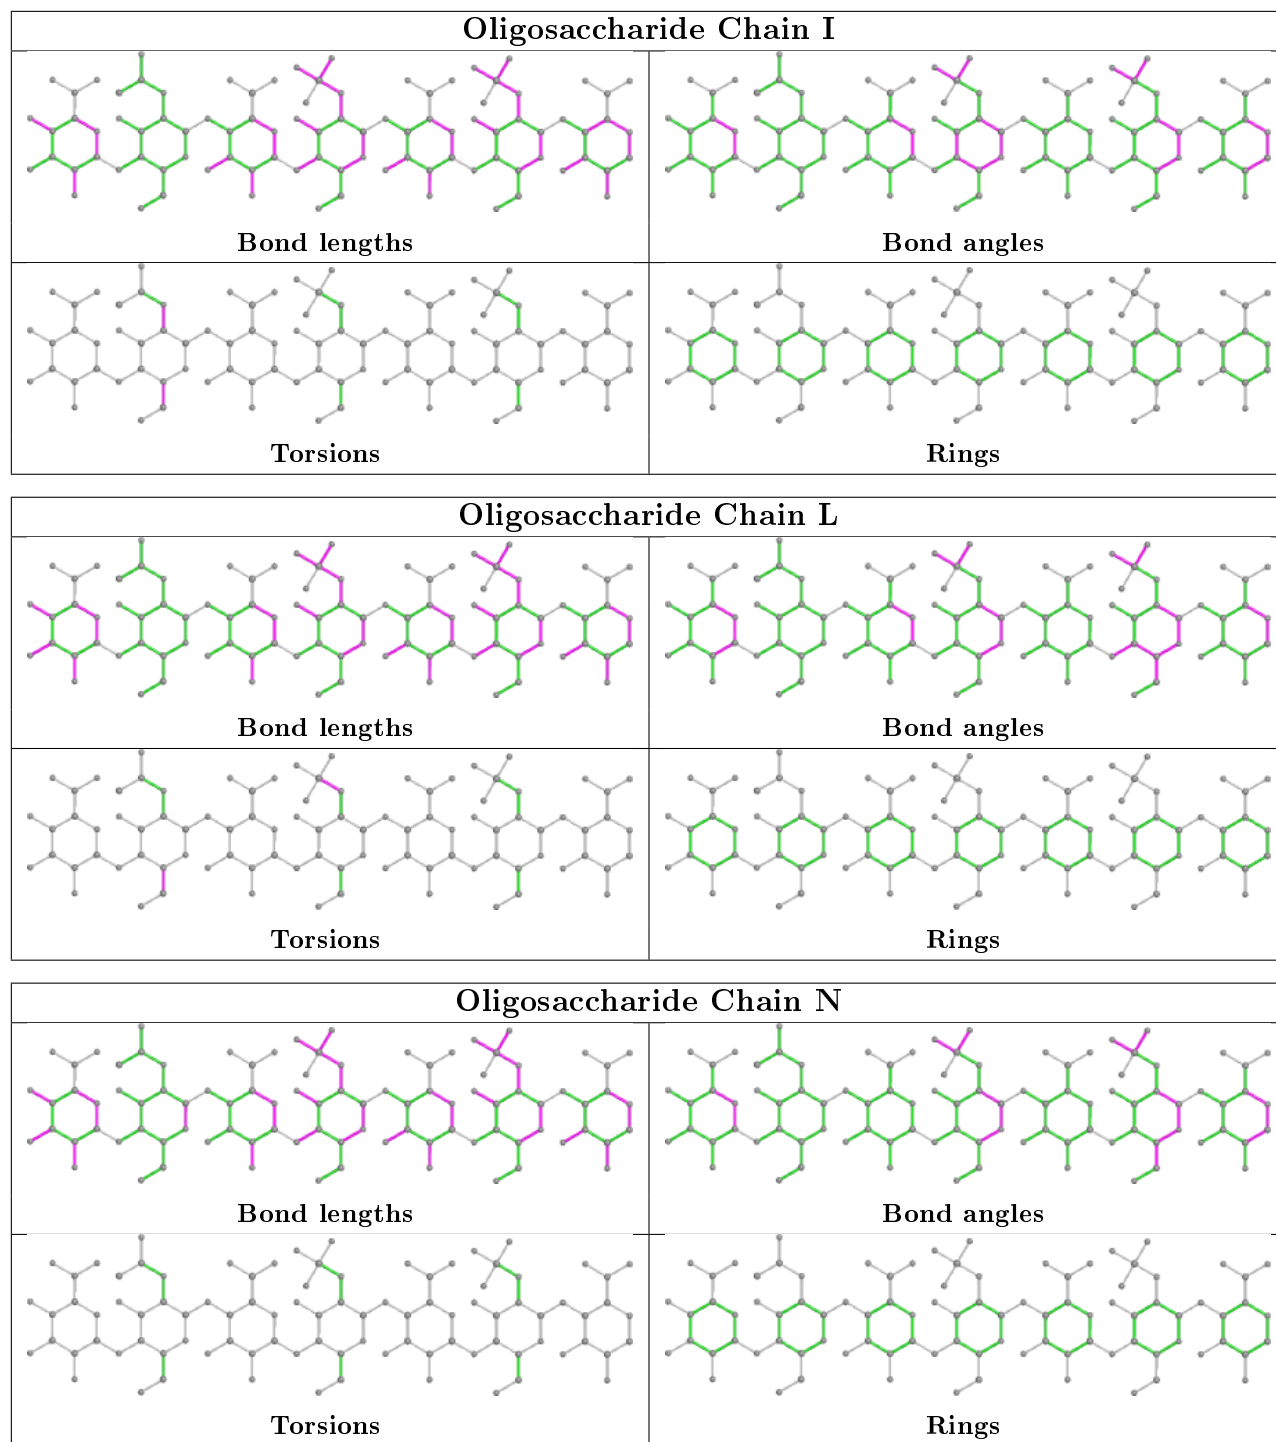 Oligosaccharide Chain I
Bond lengths
Bond angles
Torsions
Rings
Oligosaccharide Chain L
Bond lengths
Bond angles
Torsions
Rings
Oligosaccharide Chain N
Bond lengths
Bond angles
Torsions
Rings